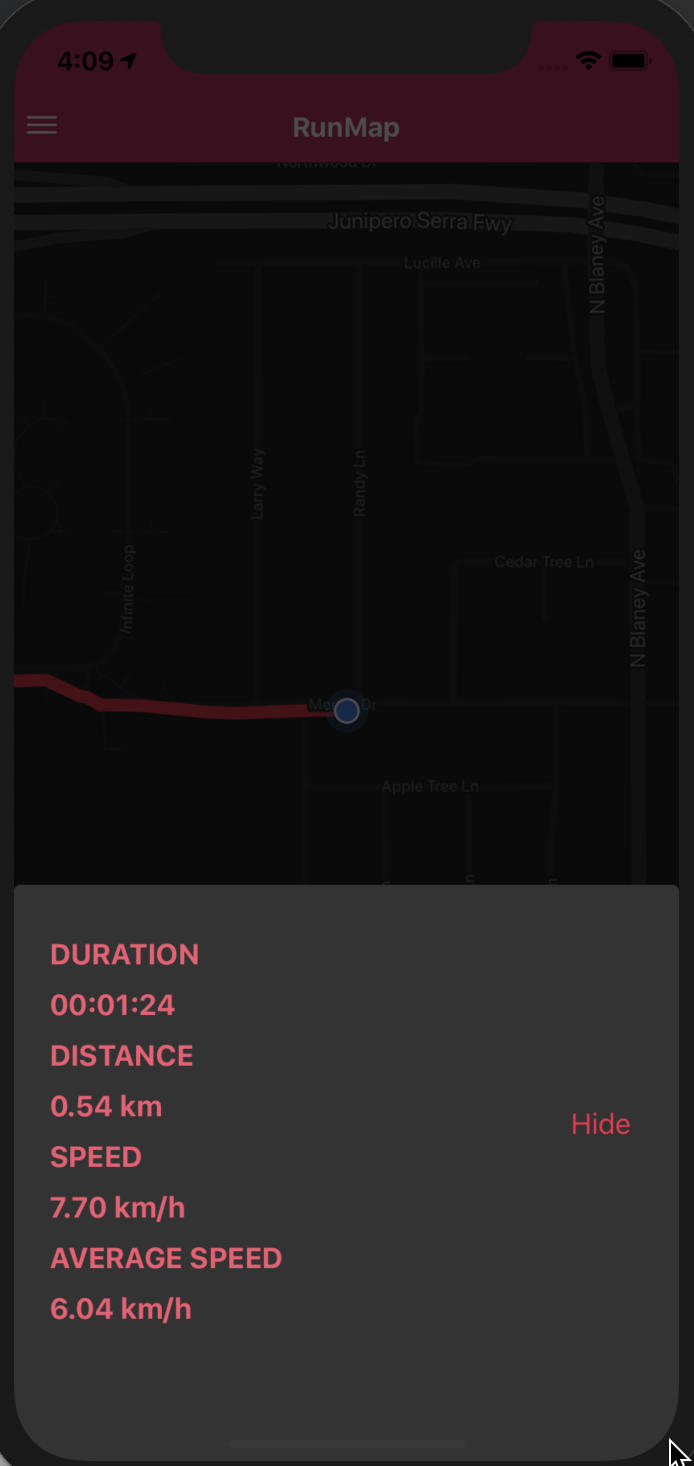 4:09
RunMap
Northwood Dr
Junipero Serra Fwy
N Blaney Ave
Lucille Ave
Larry Way
Randy Ln
Infinite Loop
Cedar Tree Ln
N Blaney Ave
Dr
Apple Tree Ln
DURATION
00:01:24
DISTANCE
0.54 km
Hide
SPEED
7.70 km/h
AVERAGE SPEED
6.04 km/h